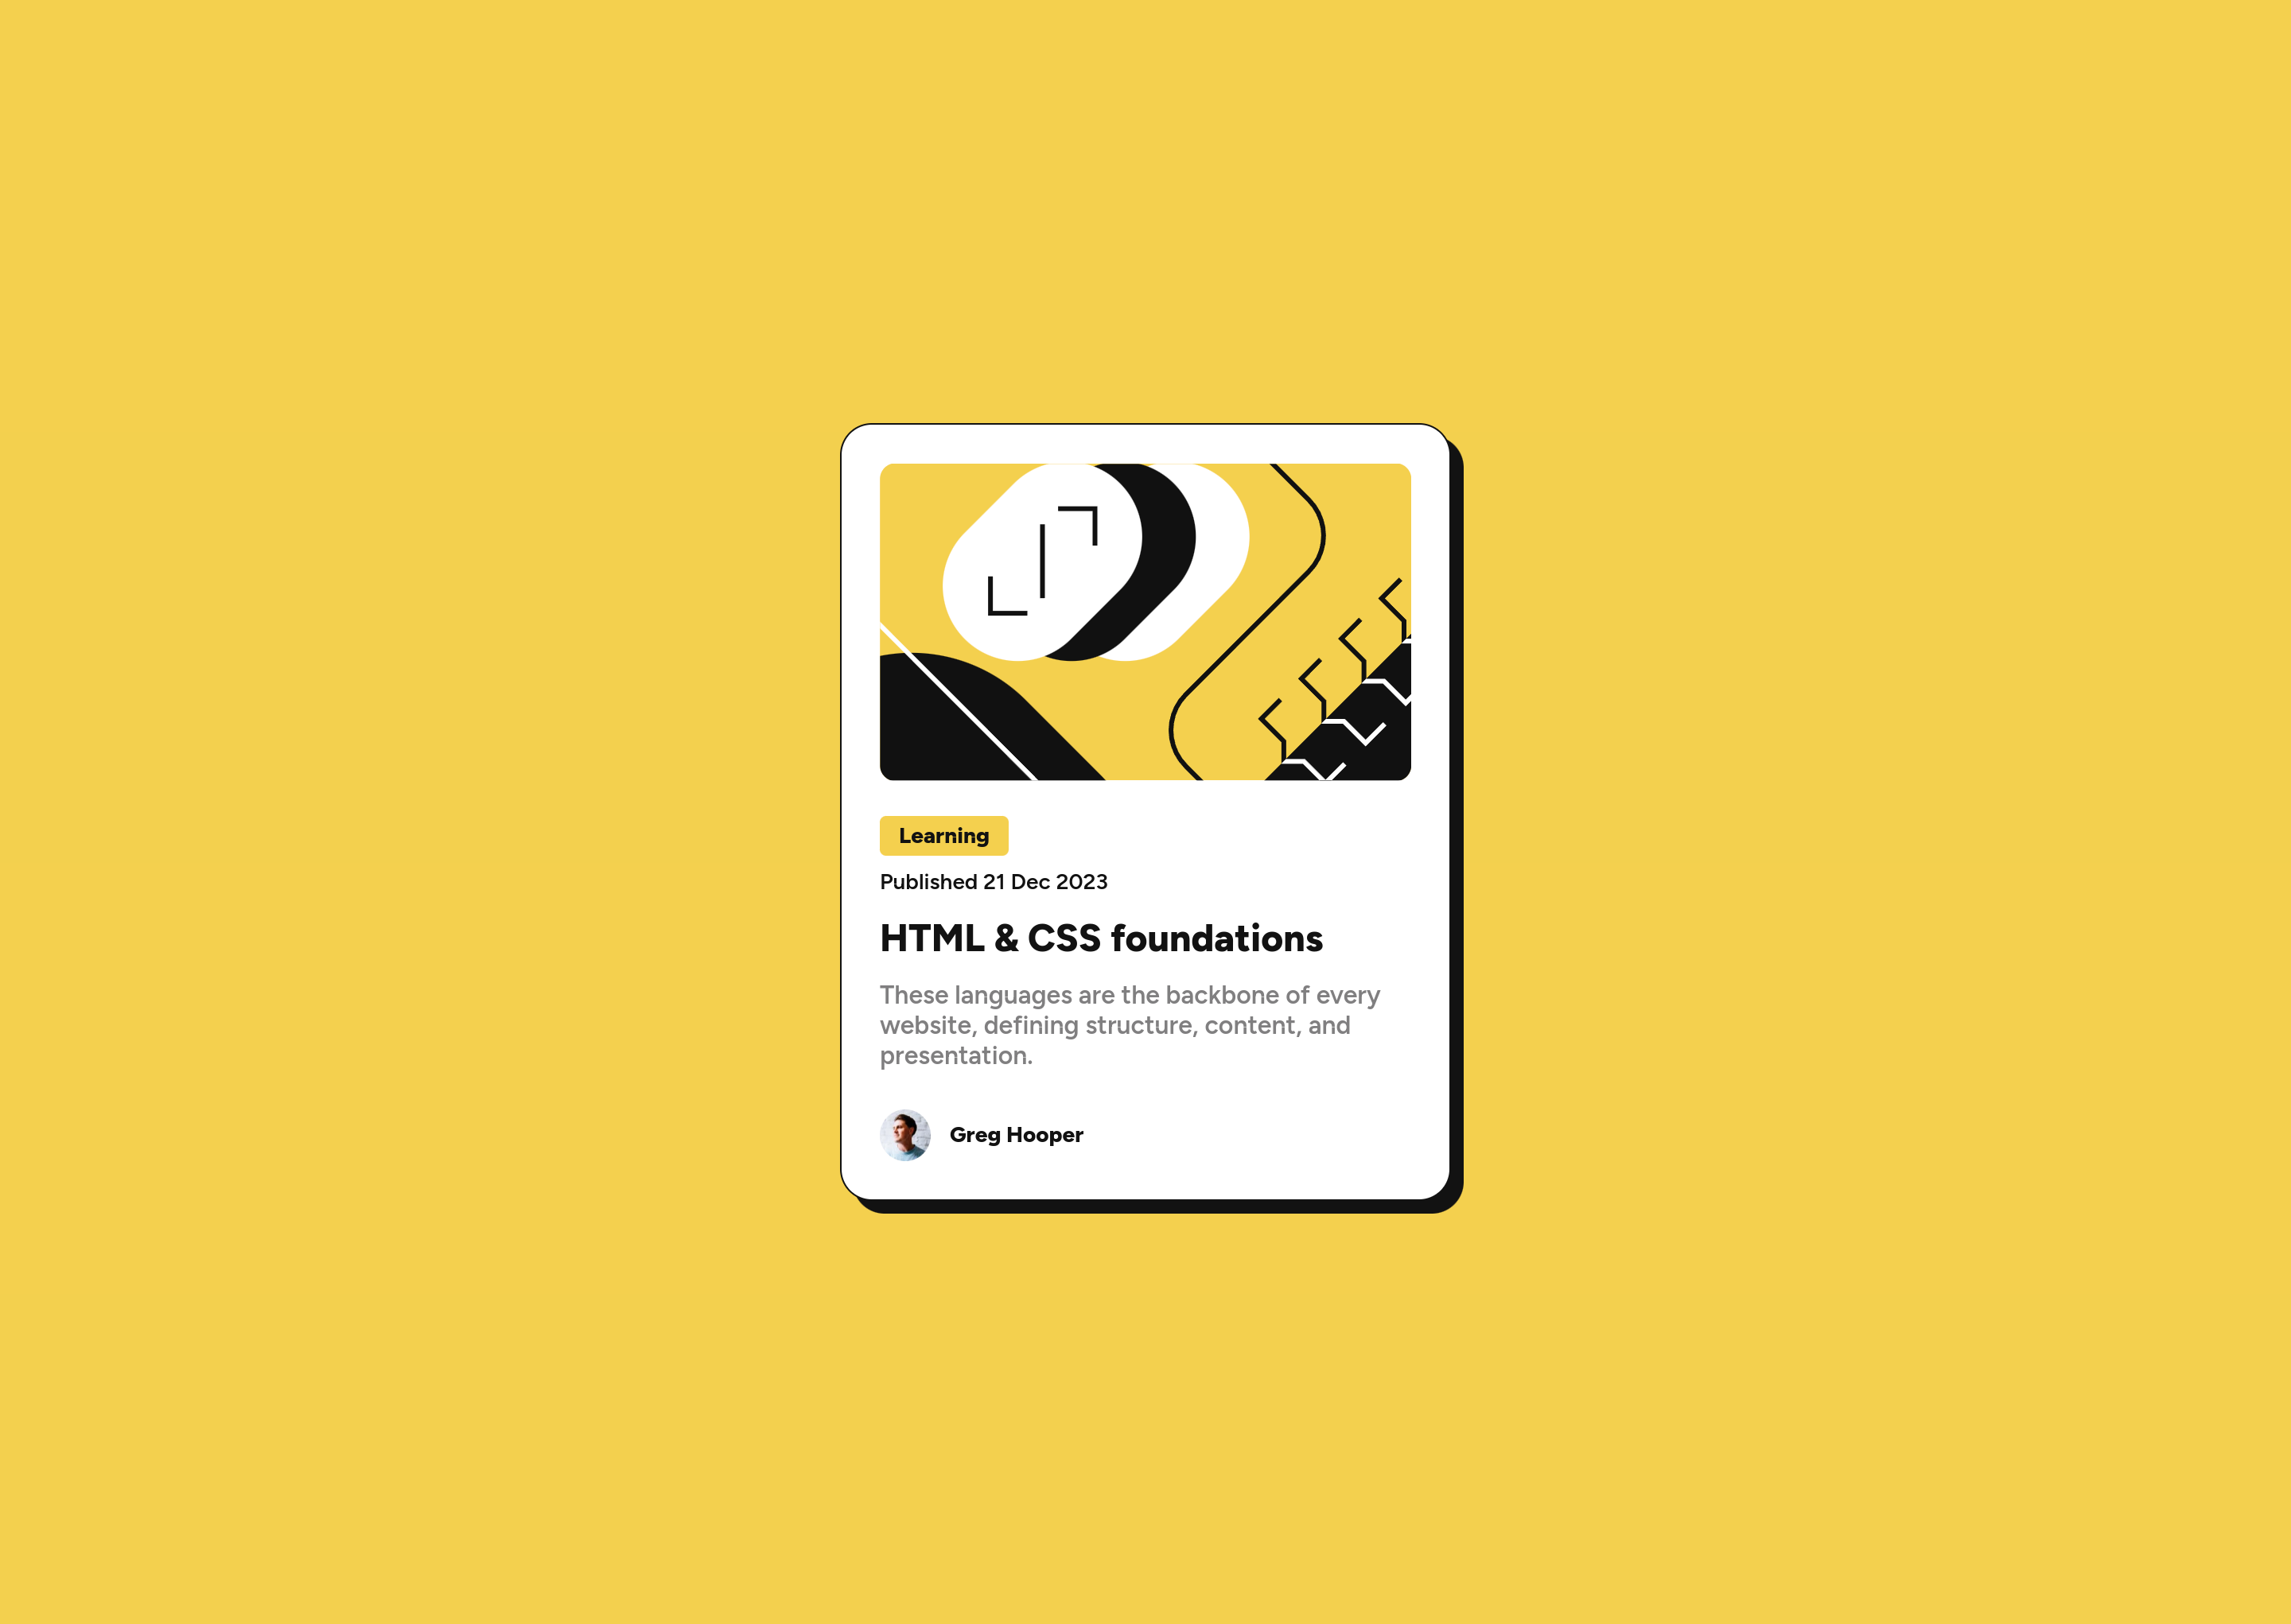 Learning
Published 21 Dec 2023
HTML & CSS foundations
These languages are the backbone of every
website, defining structure, content, and
presentation.
Greg Hooper